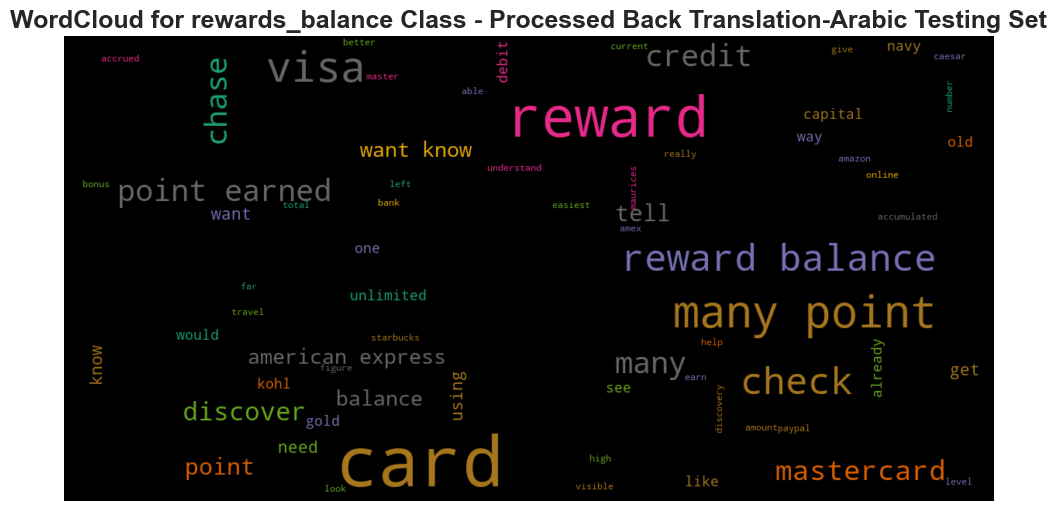 WordCloud for rewards_balance Class - Processed Back Translation-Arabic Testing Set
better
accrued
visa
master
chase
debit
able
current
credit
give
navy
caesar
number
reward
capital
way
old
want know
really
amazon
understand
online
bonus
left
point earned
maurices
bank
total
want
easiest
tell
accumulated
amex
one
reward balance
far
unlimited
travel
many point
would
starbucks
help
american express
figure
know
many
earn
already
get
kohl
see
check
using
balance
discover
gold
discovery
amount
paypal
need
high
point
card
mastercard
look
visible
like
level